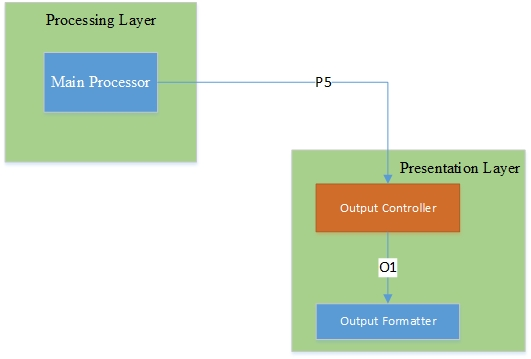 Processing Layer
Main Processor
P5
Presentation Layer
Output Controller
O1
Output Formatter